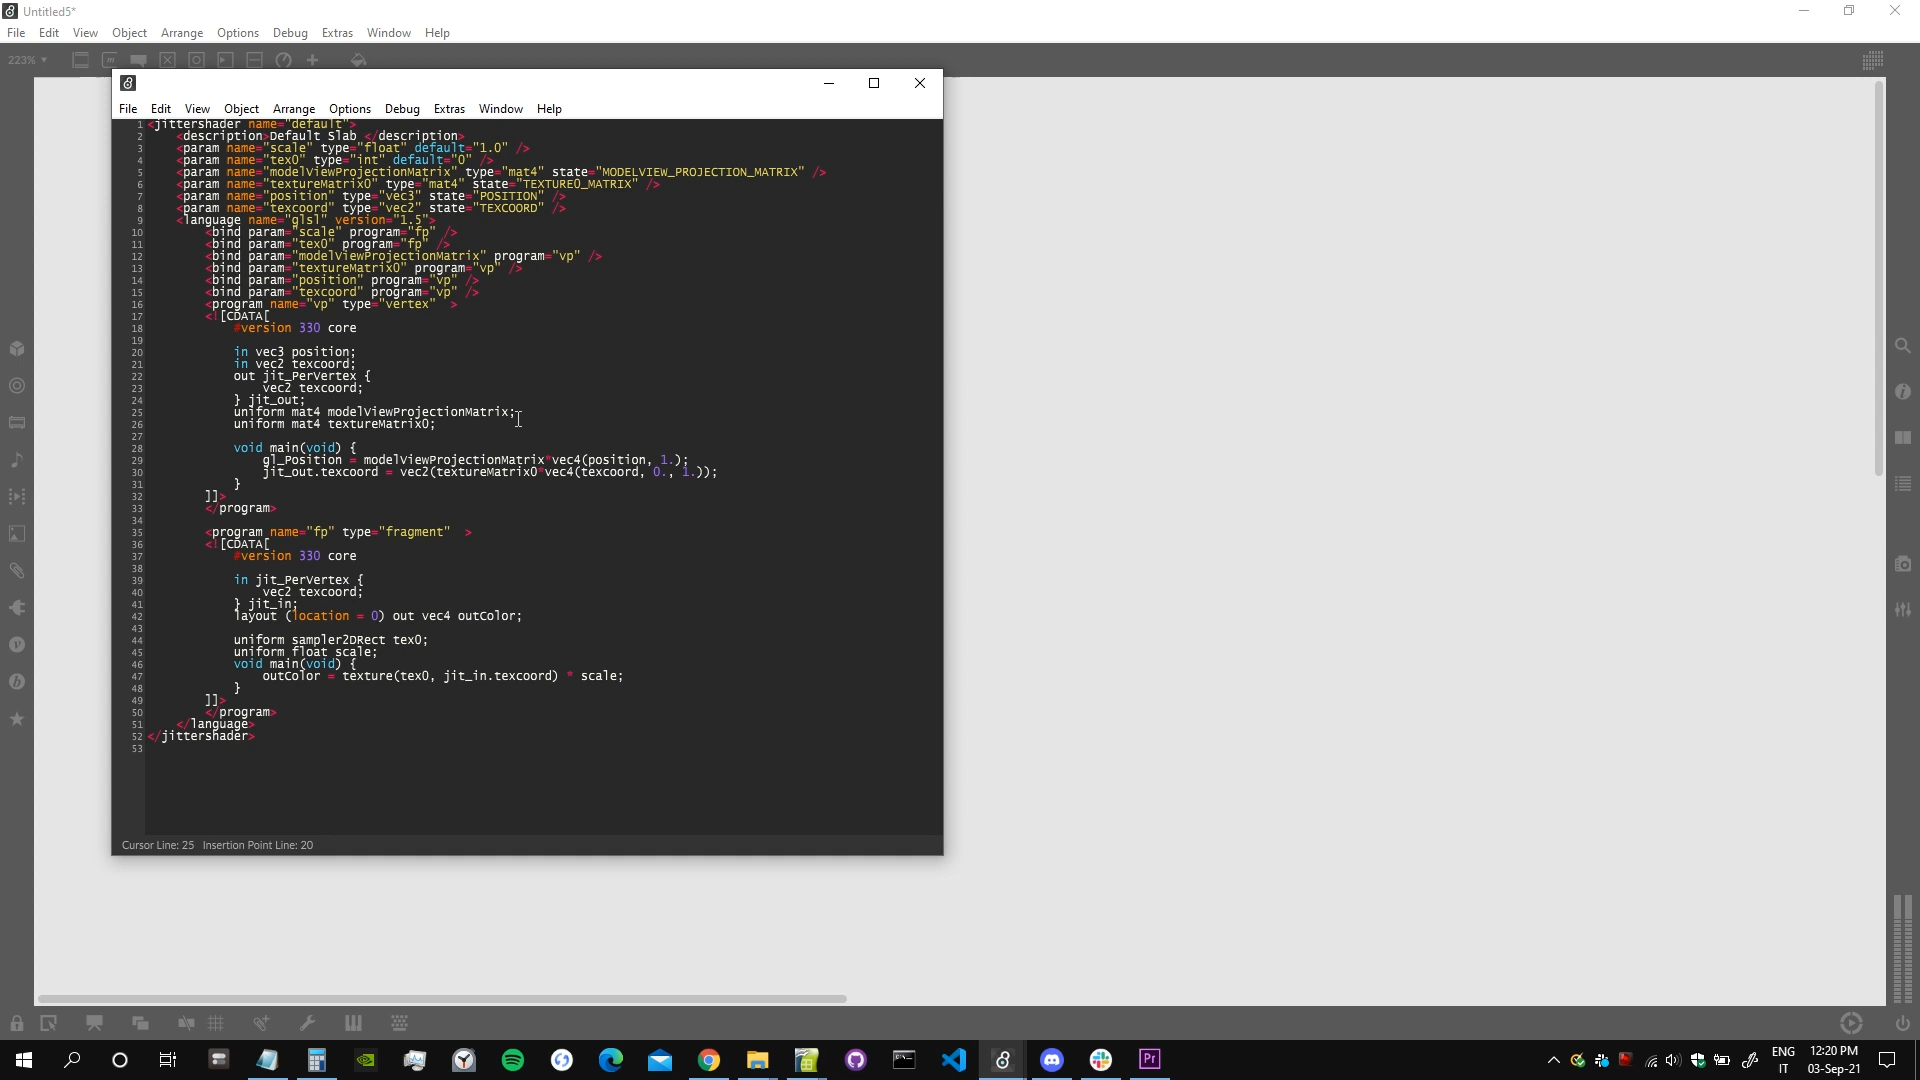 Untitled5*
File Edit View Object Arrange Options Debug Extras Window Help
223%
File Edit View Object Arrange Options Debug Extras Window Help
1 <jittershader name="default">
2 <description>Default Slab </description>
3 <param name="scale" type="float" default="1.0" />
4 <param name="tex0" type="int" default="0" />
5 <param name="modelViewProjectionMatrix" type="mat4" state="MODELVIEW_PROJECTION_MATRIX" />
6 <param name="textureMatrix0" type="mat4" state="TEXTURE0_MATRIX" />
7 <param name="position" type="vec3" state="POSITION" />
8 <param name="texcoord" type="vec2" state="TEXCOORD" />
9 <language name="glsl" version="1.5">
10 <bind param="scale" program="fp" />
11 <bind param="tex0" program="fp" />
12 <bind param="modelViewProjectionMatrix" program="vp" />
13 <bind param="textureMatrix0" program="vp" />
14 <bind param="position" program="vp" />
15 <bind param="texcoord" program="vp" />
16 <program name="vp" type="vertex" >
17 <![CDATA[
18 #version 330 core
19
20 in vec3 position;
21 in vec2 texcoord;
22 out jit_PerVertex {
23 vec2 texcoord;
24 } jit_out;
25 uniform mat4 modelViewProjectionMatrix;
26 uniform mat4 textureMatrix0;
27
28 void main(void) {
29 gl_Position = modelViewProjectionMatrix*vec4(position, 1.);
30 jit_out.texcoord = vec2(textureMatrix0*vec4(texcoord, 0., 1.));
31 }
32 ]]>
33 </program>
34
35 <program name="fp" type="fragment" >
36 <![CDATA[
37 #version 330 core
38
39 in jit_PerVertex {
40 vec2 texcoord;
41 } jit_in;
42 layout (location = 0) out vec4 outColor;
43
44 uniform sampler2DRect tex0;
45 uniform float scale;
46 void main(void) {
47 outColor = texture(tex0, jit_in.texcoord) * scale;
48 }
49 ]]>
50 </program>
51 </language>
52 </jittershader>
53
Cursor Line: 25 Insertion Point Line: 20
Pr
ENG
IT
12:20 PM
03-Sep-21